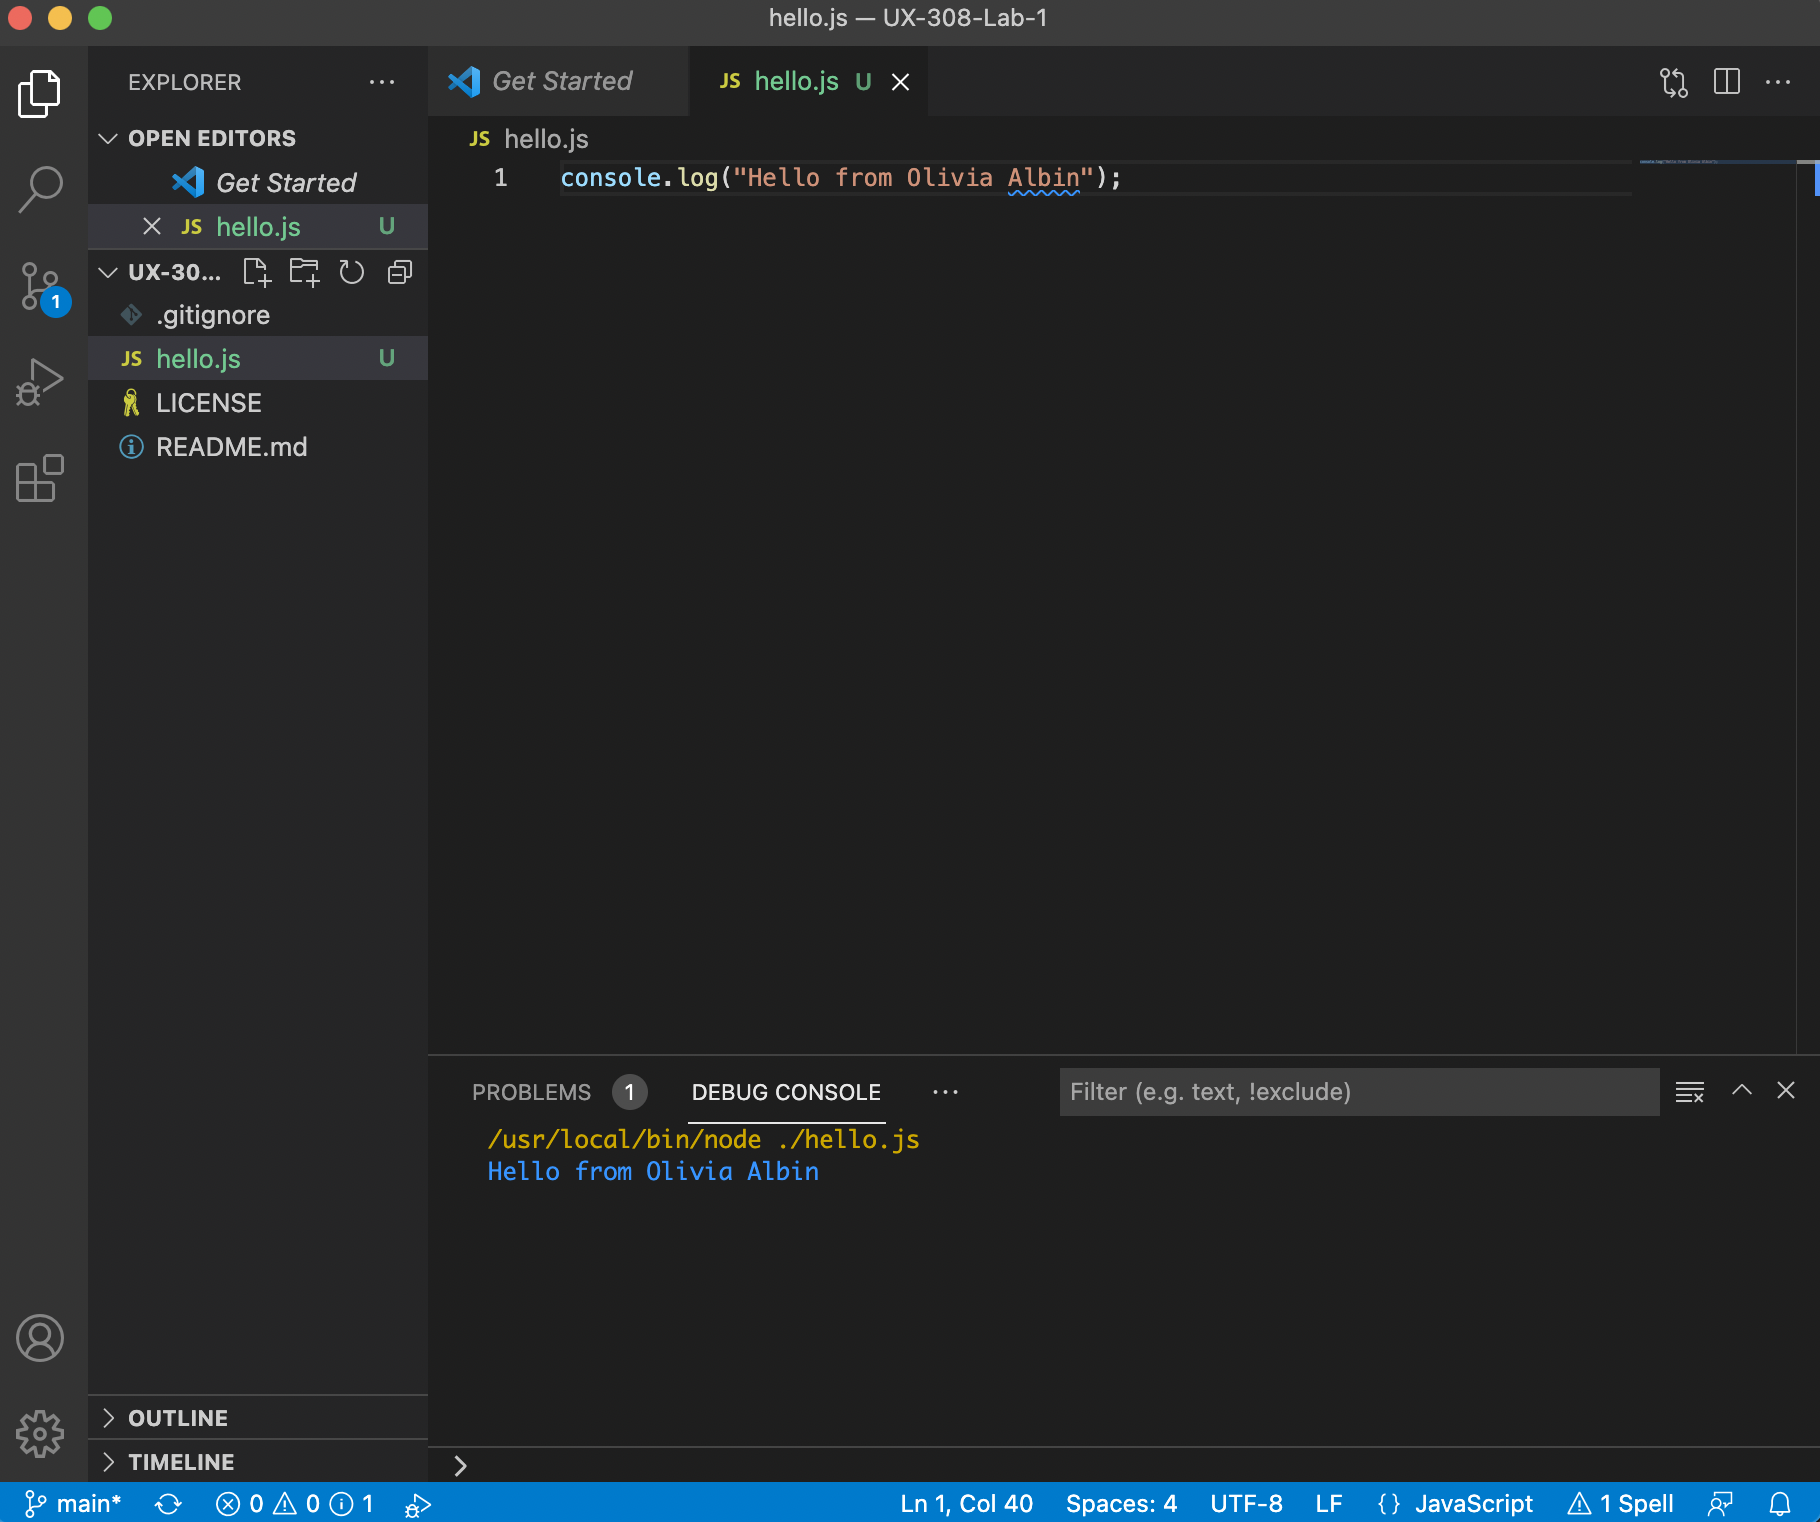 hello.js — UX-308-Lab-1
EXPLORER
OPEN EDITORS
Get Started
JS hello.js U
UX-30...
.gitignore
JS hello.js U
LICENSE
README.md
OUTLINE
TIMELINE
1
Get Started
JS hello.js U
JS hello.js
1 console.log("Hello from Olivia Albin");
PROBLEMS 1 DEBUG CONSOLE
Filter (e.g. text, !exclude)
/usr/local/bin/node ./hello.js
Hello from Olivia Albin
main* 0 0 1 Ln 1, Col 40 Spaces: 4 UTF-8 LF {} JavaScript 1 Spell